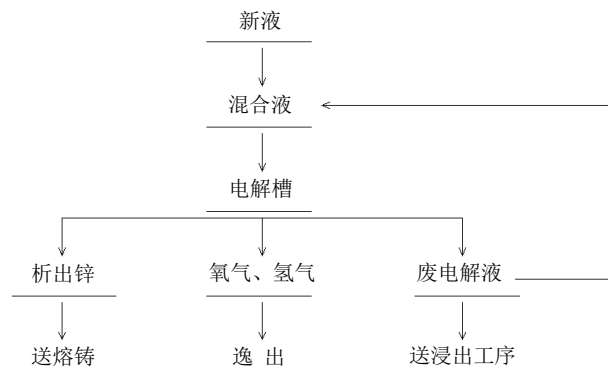 新液
混合液
电解槽
析出锌
氧气、氢气
废电解液
送熔铸
逸 出
送浸出工序